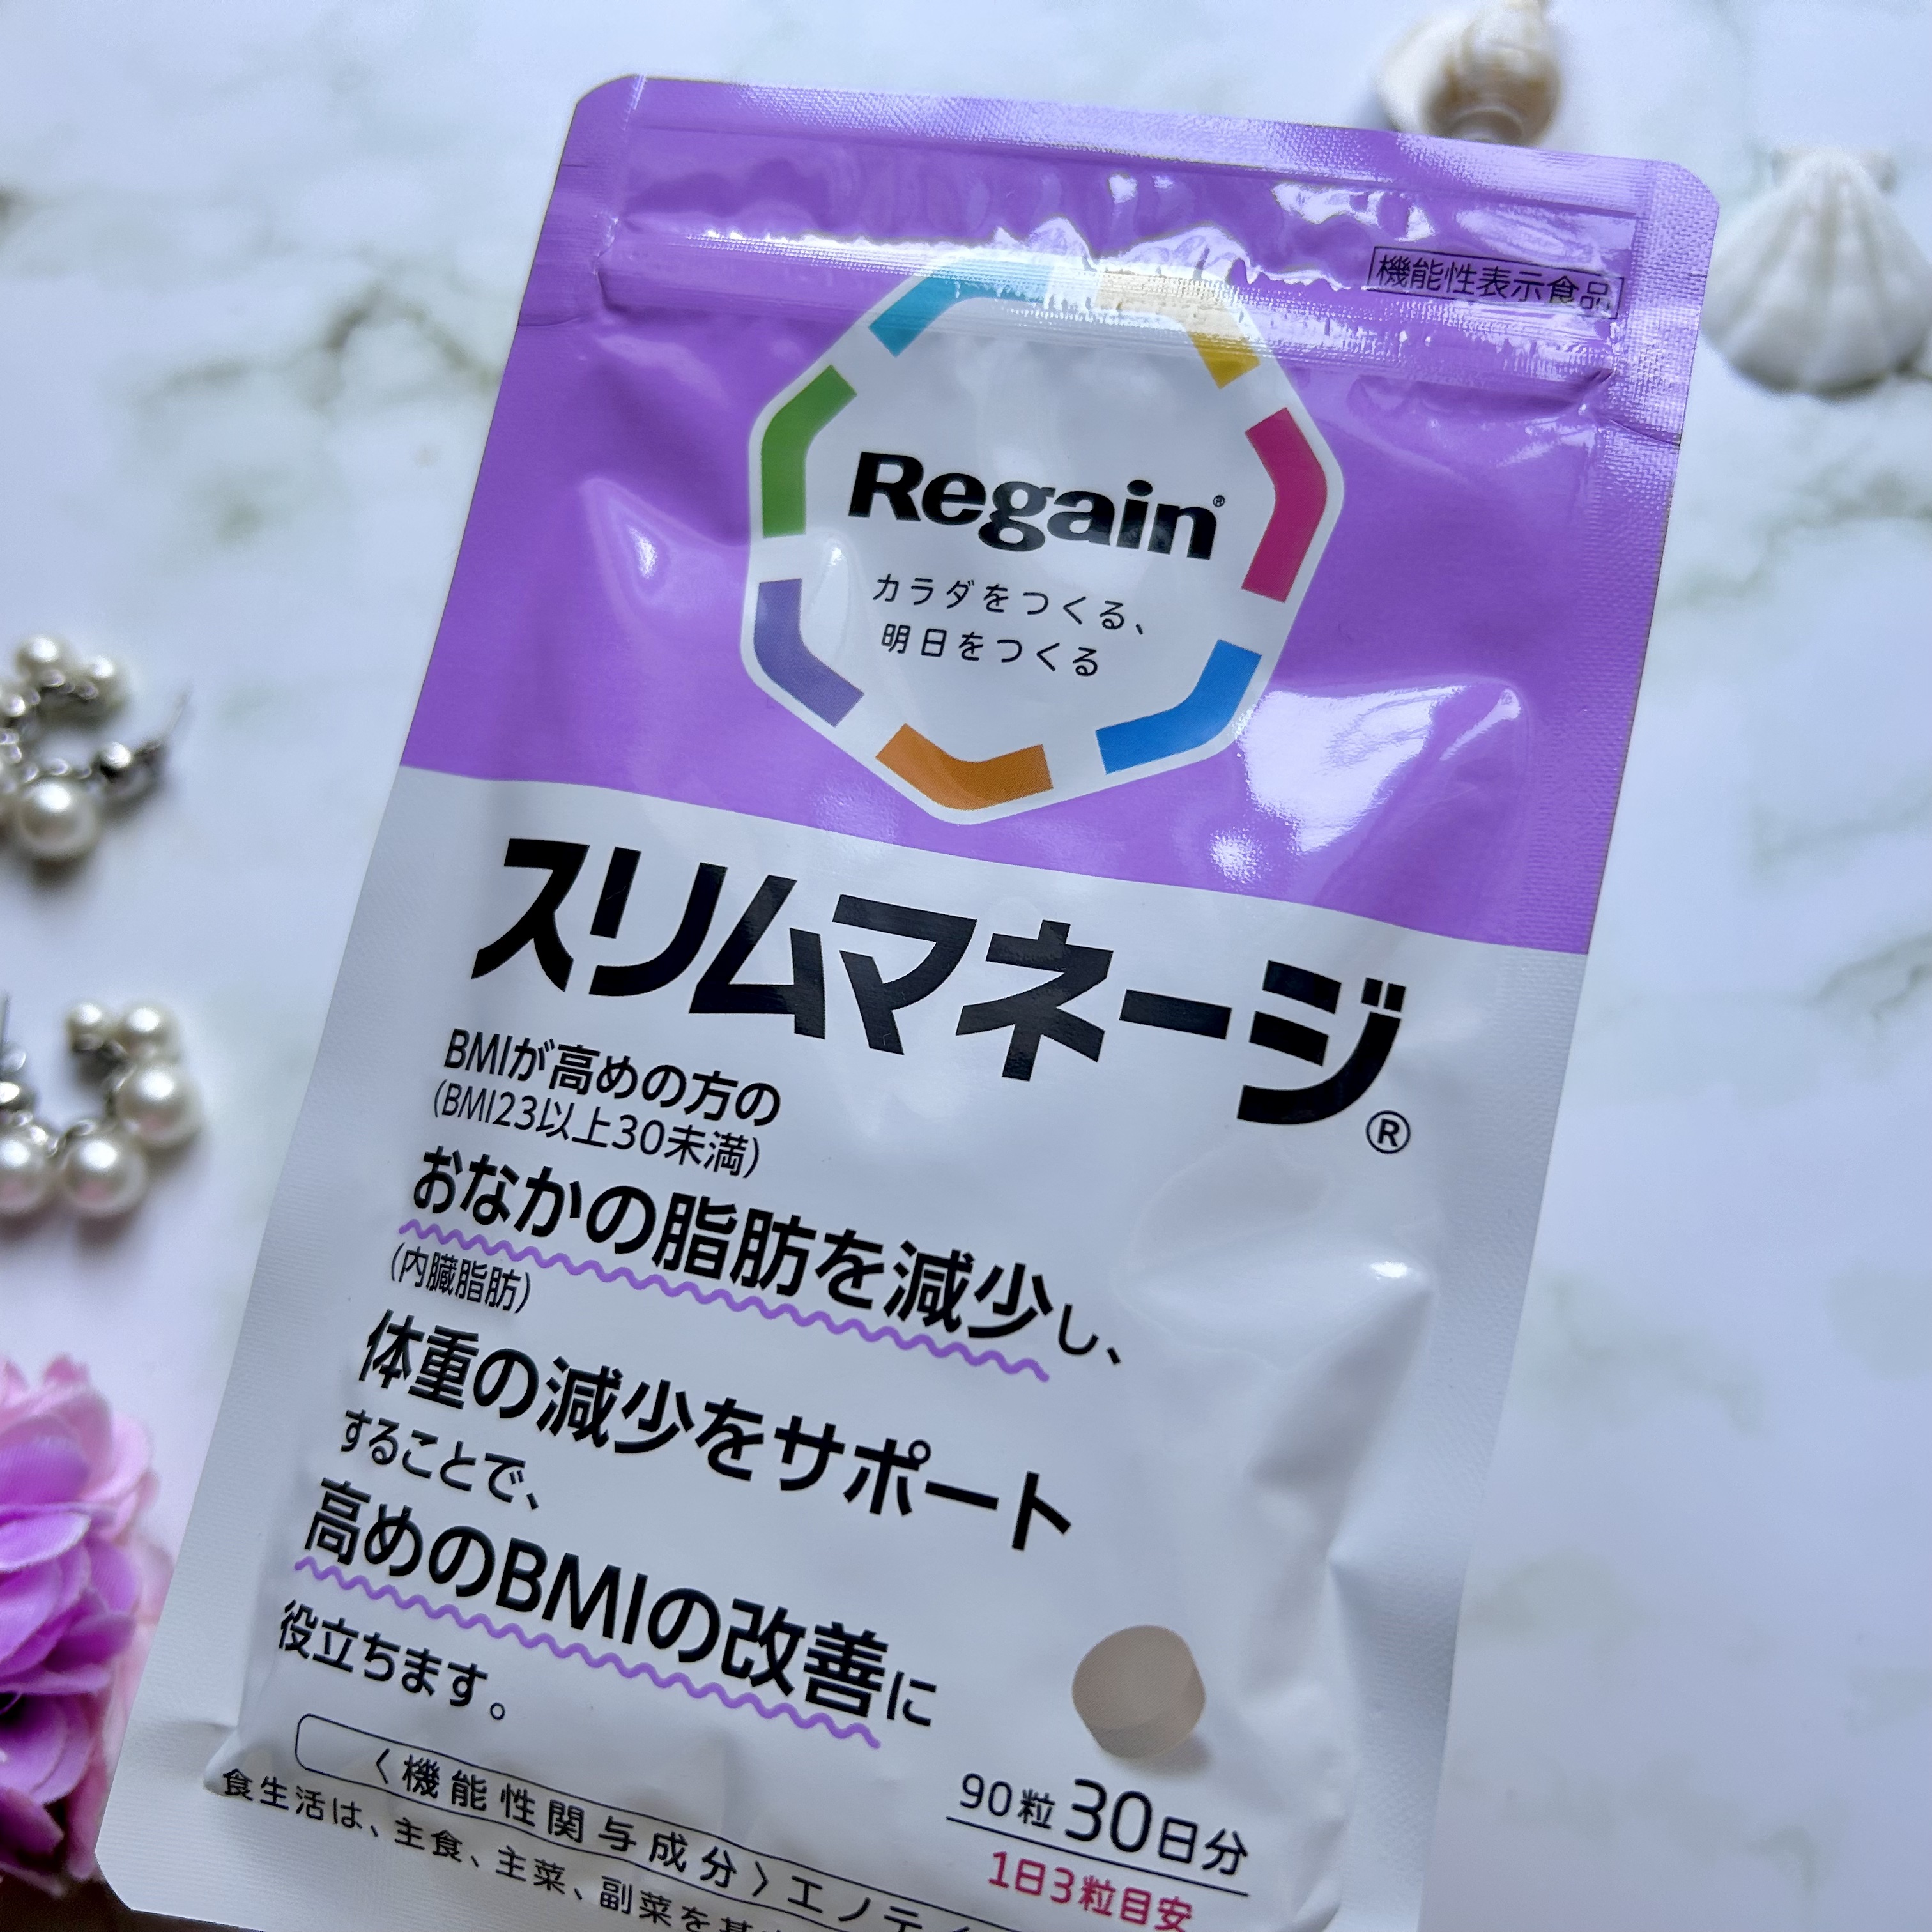 機能性表示食品
Regain®
カラダをつくる、
明日をつくる
スリムマネージ®
BMIが高めの方の
(BMI23以上30未満)
おなかの脂肪を減少し、
(内臓脂肪)
体重の減少をサポート
することで、
高めのBMIの改善に
役立ちます。
90粒30日分
1日3粒目安
〈機能性関与成分〉エノテ
食生活は、主食、主菜、副菜を基